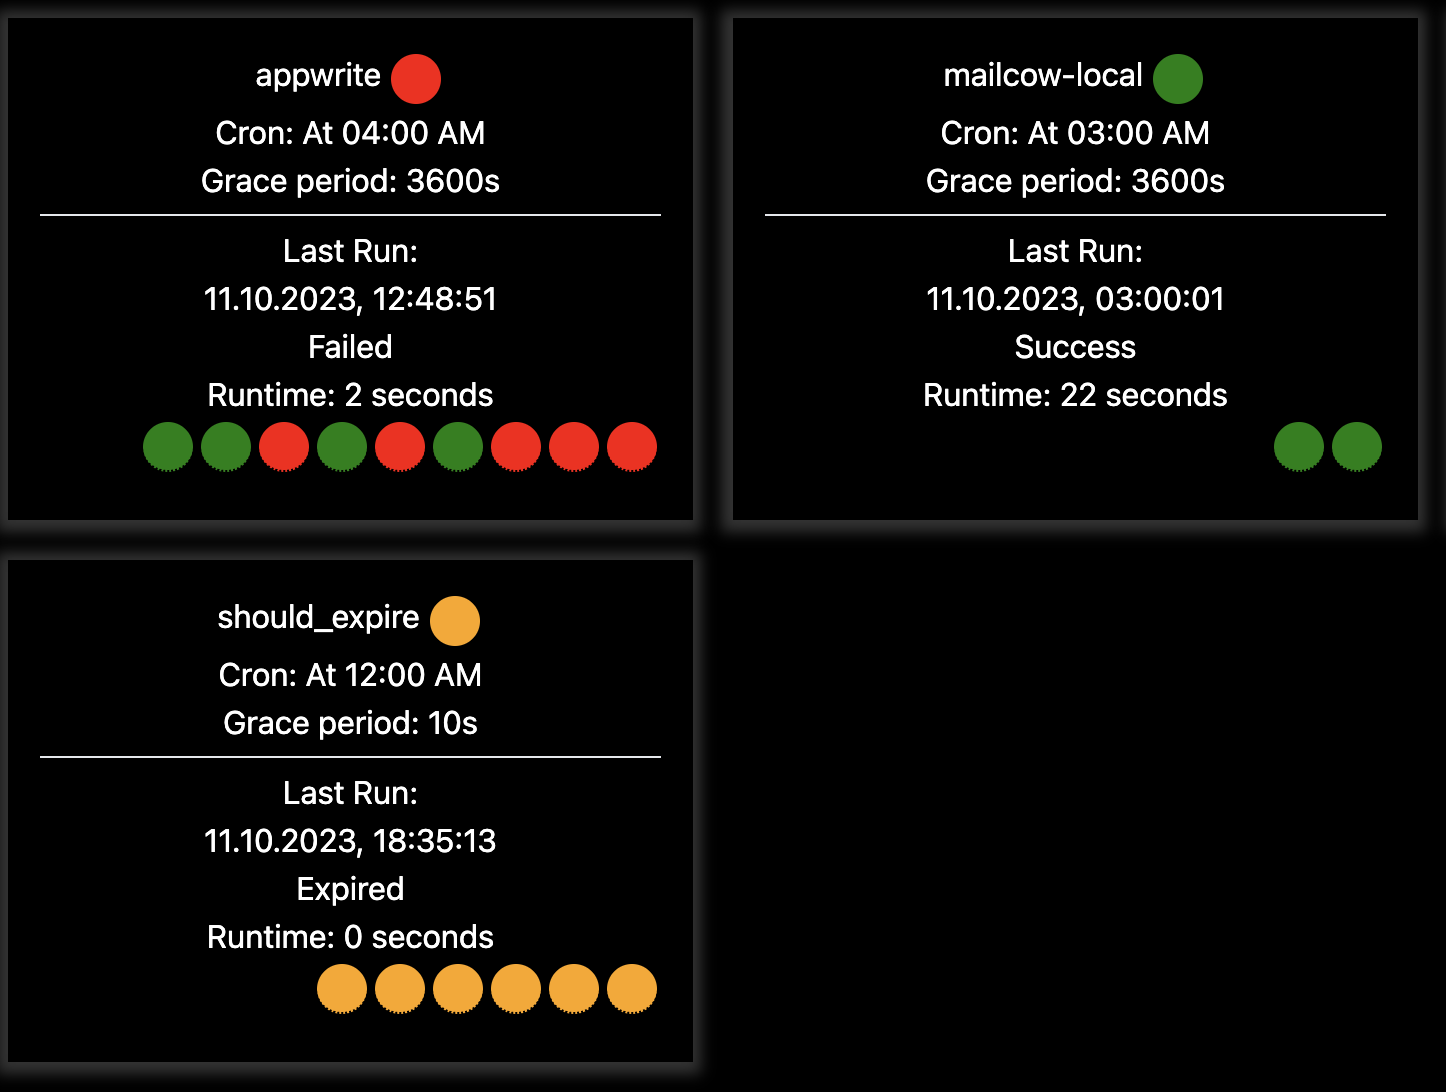 appwrite
Cron: At 04:00 AM
Grace period: 3600s
Last Run:
11.10.2023, 12:48:51
Failed
Runtime: 2 seconds
mailcow-local
Cron: At 03:00 AM
Grace period: 3600s
Last Run:
11.10.2023, 03:00:01
Success
Runtime: 22 seconds
should_expire
Cron: At 12:00 AM
Grace period: 10s
Last Run:
11.10.2023, 18:35:13
Expired
Runtime: 0 seconds